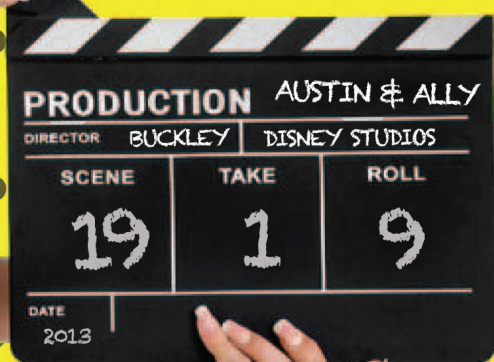 PRODUCTION AUSTIN & ALLY
DIRECTOR BUCKLEY DISNEY STUDIOS
SCENE TAKE ROLL
19 1 9
DATE
2013